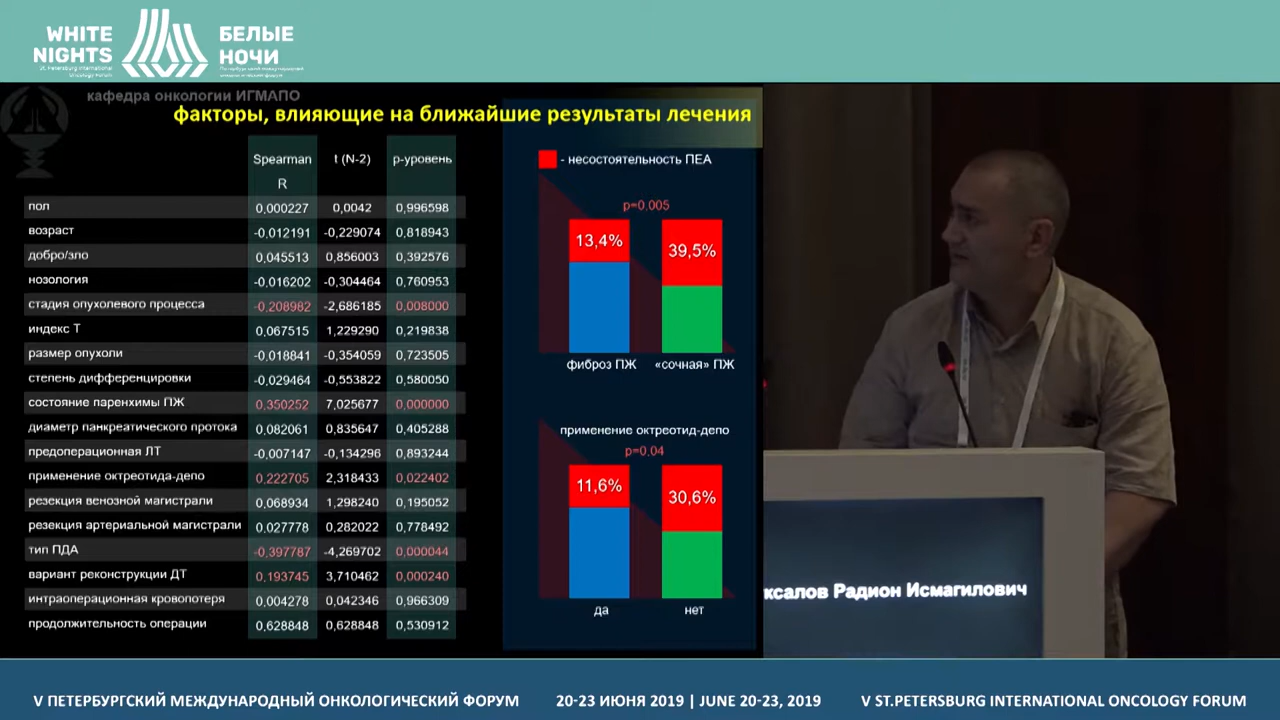 WHITE
NIGHTS
St. Petersburg International
Oncology Forum
БЕЛЫЕ
НОЧИ
Петербургский международный
онкологический форум
кафедра онкологии ИГМАПО
факторы, влияющие на ближайшие результаты лечения
Spearman R t (N-2) р-уровень
пол 0,000227 0,0042 0,996598
возраст -0,012191 -0,229074 0,818943
добро/зло 0,045513 0,856003 0,392576
нозология -0,016202 -0,304464 0,760953
стадия опухолевого процесса -0,208982 -2,686185 0,008000
индекс Т 0,067515 1,229290 0,219838
размер опухоли -0,018841 -0,354059 0,723505
степень дифференцировки -0,029464 -0,553822 0,580050
состояние паренхимы ПЖ 0,350252 7,025677 0,000000
диаметр панкреатического протока 0,082061 0,835647 0,405288
предоперационная ЛТ -0,007147 -0,134296 0,893244
применение октреотида-депо 0,222705 2,318433 0,022402
резекция венозной магистрали 0,068934 1,298240 0,195052
резекция артериальной магистрали 0,027778 0,282022 0,778492
тип ПДА -0,397787 -4,269702 0,000044
вариант реконструкции ДТ 0,193745 3,710462 0,000240
интраоперационная кровопотеря 0,004278 0,042346 0,966309
продолжительность операции 0,628848 0,628848 0,530912
- несостоятельность ПЕА
p=0,005
13,4% 39,5%
фиброз ПЖ «сочная» ПЖ
применение октреотид-депо
p=0,04
11,6% 30,6%
да нет
ксалов Радион Исмагилович
V ПЕТЕРБУРГСКИЙ МЕЖДУНАРОДНЫЙ ОНКОЛОГИЧЕСКИЙ ФОРУМ 20-23 ИЮНЯ 2019 | JUNE 20-23, 2019 V ST.PETERSBURG INTERNATIONAL ONCOLOGY FORUM